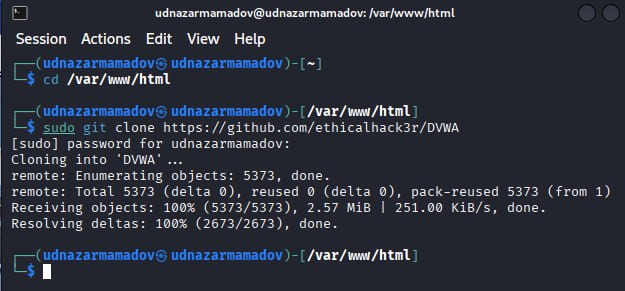 udnazarmamadov@udnazarmamadov: /var/www/html
Session Actions Edit View Help
┌──(udnazarmamadov㉿udnazarmamadov)-[~]
└─$ cd /var/www/html
┌──(udnazarmamadov㉿udnazarmamadov)-[/var/www/html]
└─$ sudo git clone https://github.com/ethicalhack3r/DVWA
[sudo] password for udnazarmamadov:
Cloning into 'DVWA'...
remote: Enumerating objects: 5373, done.
remote: Total 5373 (delta 0), reused 0 (delta 0), pack-reused 5373 (from 1)
Receiving objects: 100% (5373/5373), 2.57 MiB | 251.00 KiB/s, done.
Resolving deltas: 100% (2673/2673), done.
┌──(udnazarmamadov㉿udnazarmamadov)-[/var/www/html]
└─$